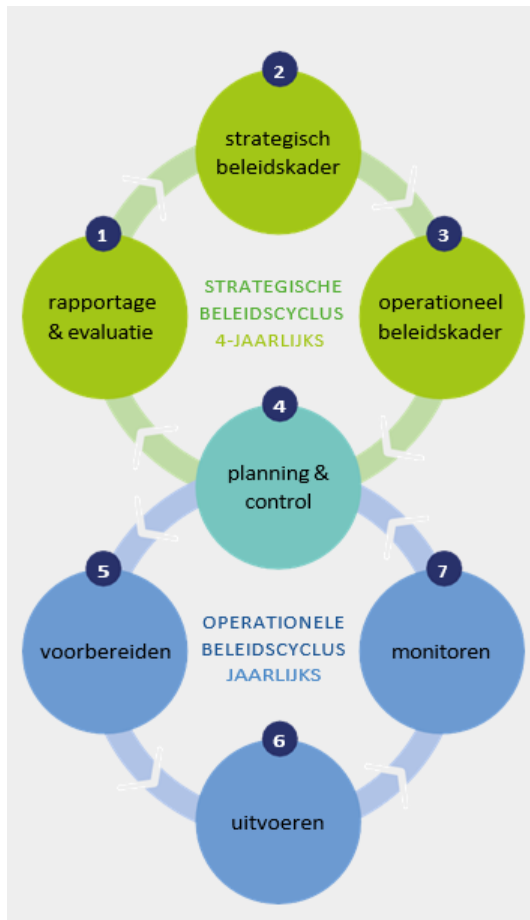 2
strategisch
beleidskader
1
rapportage
& evaluatie
3
operationeel
beleidskader
STRATEGISCHE
BELEIDSCYCLUS
4-JAARLIJKS
4
planning &
control
5
voorbereiden
7
monitoren
OPERATIONELE
BELEIDSCYCLUS
JAARLIJKS
6
uitvoeren